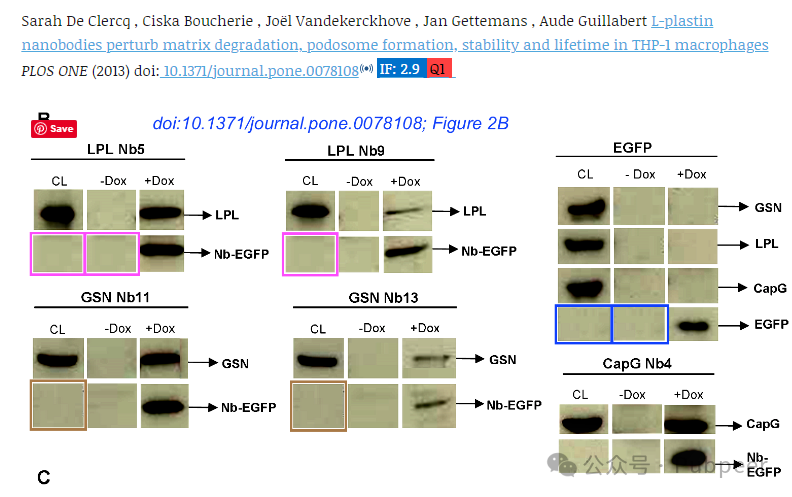 Sarah De Clercq , Ciska Boucherie , Joël Vandekerckhove , Jan Gettemans , Aude Guillabert L-plastin
nanobodies perturb matrix degradation, podosome formation, stability and lifetime in THP-1 macrophages
PLOS ONE (2013) doi: 10.1371/journal.pone.0078108 IF: 2.9 Q1
Save
doi:10.1371/journal.pone.0078108; Figure 2B
LPL Nb5
CL -Dox +Dox
LPL
Nb-EGFP
LPL Nb9
CL -Dox +Dox
LPL
Nb-EGFP
EGFP
CL - Dox +Dox
GSN
LPL
CapG
EGFP
GSN Nb11
CL -Dox +Dox
GSN
Nb-EGFP
GSN Nb13
CL -Dox +Dox
GSN
Nb-EGFP
CapG Nb4
CL -Dox +Dox
CapG
Nb-
EGFP
C
公众号